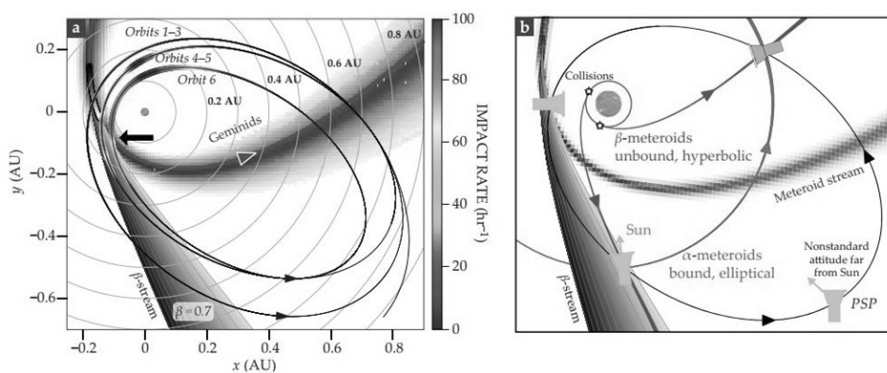 a
Orbits 1–3
Orbits 4–5
Orbit 6
0.2 AU
0.4 AU
0.6 AU
0.8 AU
Geminids
β-stream
β = 0.7
0.2
0
−0.2
−0.4
−0.6
y (AU)
−0.2
0
0.2
0.4
0.6
0.8
x (AU)
100
80
60
40
20
0
IMPACT RATE (hr⁻¹)
b
Collisions
β-meteroids
unbound, hyperbolic
Meteroid stream
Sun
α-meteroids
bound, elliptical
Nonstandard
attitude far
from Sun
PSP
β-stream